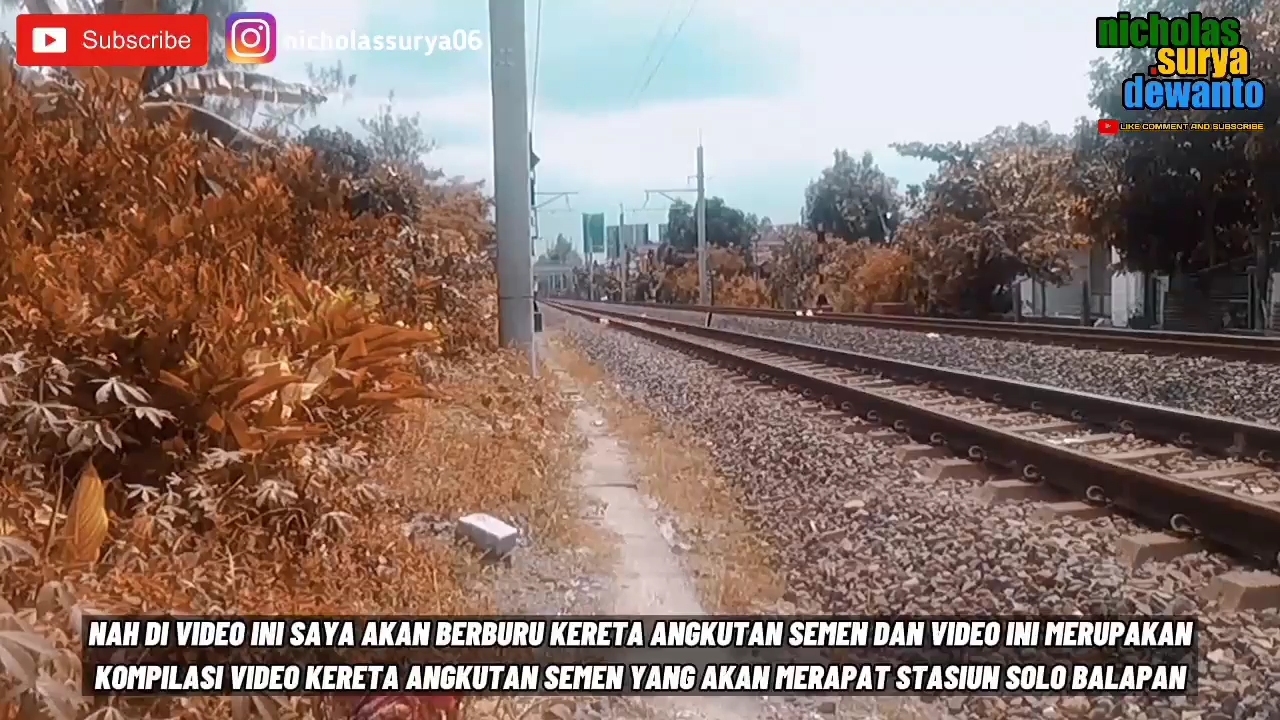 Subscribe
nicholassurya06
nicholas
.surya
dewanto
LIKE COMMENT AND SUBSCRIBE
NAH DI VIDEO INI SAYA AKAN BERBURU KERETA ANGKUTAN SEMEN DAN VIDEO INI MERUPAKAN
KOMPILASI VIDEO KERETA ANGKUTAN SEMEN YANG AKAN MERAPAT STASIUN SOLO BALAPAN